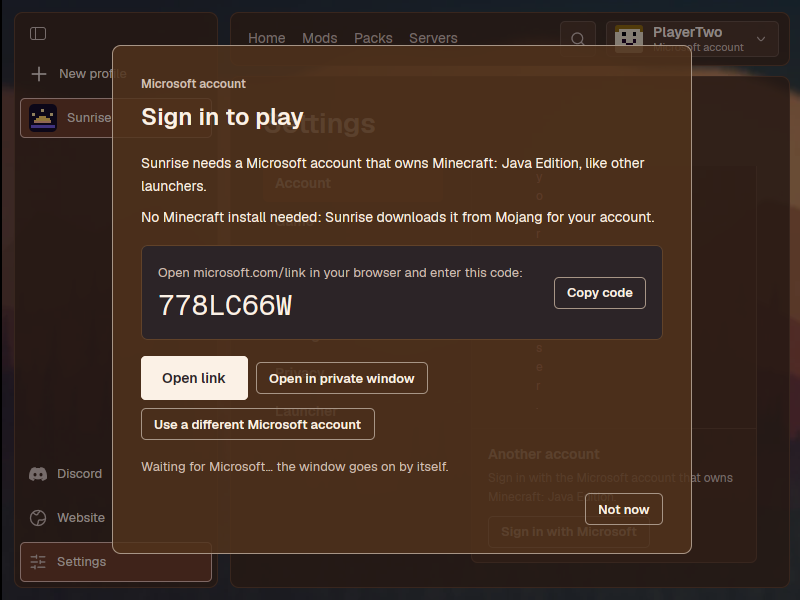 Home Mods Packs Servers
PlayerTwo
Microsoft account
New profile
Sunrise
Microsoft account
Sign in to play
Settings
Account
Sunrise needs a Microsoft account that owns Minecraft: Java Edition, like other
launchers.
No Minecraft install needed: Sunrise downloads it from Mojang for your account.
Open microsoft.com/link in your browser and enter this code:
778LC66W
Copy code
Open link
Open in private window
Privacy
Launcher
Use a different Microsoft account
Waiting for Microsoft… the window goes on by itself.
Another account
Sign in with the Microsoft account that owns
Minecraft: Java Edition.
Sign in with Microsoft
Not now
Discord
Website
Settings